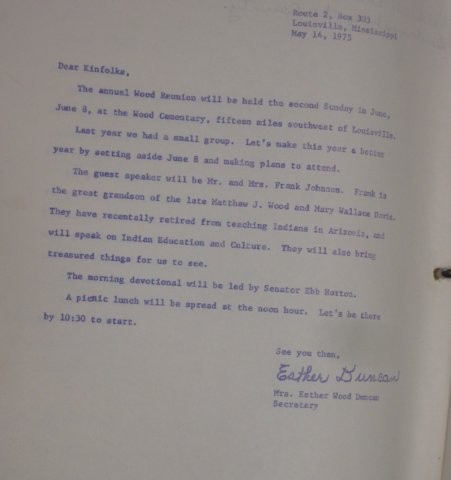 Route 2, Box 303
Louisville, Mississippi
May 14, 1975
Dear Kinfolks,
The annual Wood Reunion will be held the second Sunday in June,
June 8, at the Wood Cementary, fifteen miles southwest of Louisville.
Last year we had a small group. Let's make this year a better
year by setting aside June 8 and making plans to attend.
The guest speaker will be Mr. and Mrs. Frank Johnson. Frank is
the great grandson of the late Matthew J. Wood and Mary Wallace Davis.
They have recently retired from teaching Indians in Arizonia, and
will speak on Indian Education and Culture. They will also bring
treasured things for us to see.
The morning devotional will be led by Senator Ebb Horton.
A picnic lunch will be spread at the noon hour. Let's be there
by 10:30 to start.
See you then,
Esther Duncan
Mrs. Esther Wood Duncan
Secretary